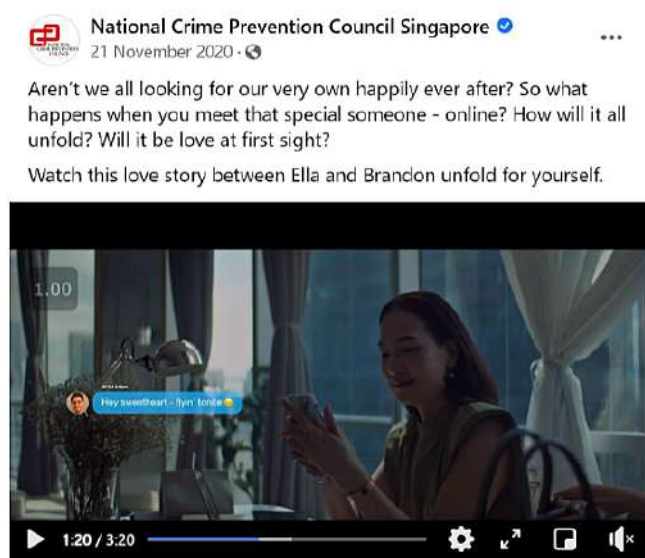 National Crime Prevention Council Singapore
21 November 2020 ·
Aren't we all looking for our very own happily ever after? So what
happens when you meet that special someone - online? How will it all
unfold? Will it be love at first sight?
Watch this love story between Ella and Brandon unfold for yourself.
1.00
Hey sweetheart - flyin' tonite
1:20 / 3:20